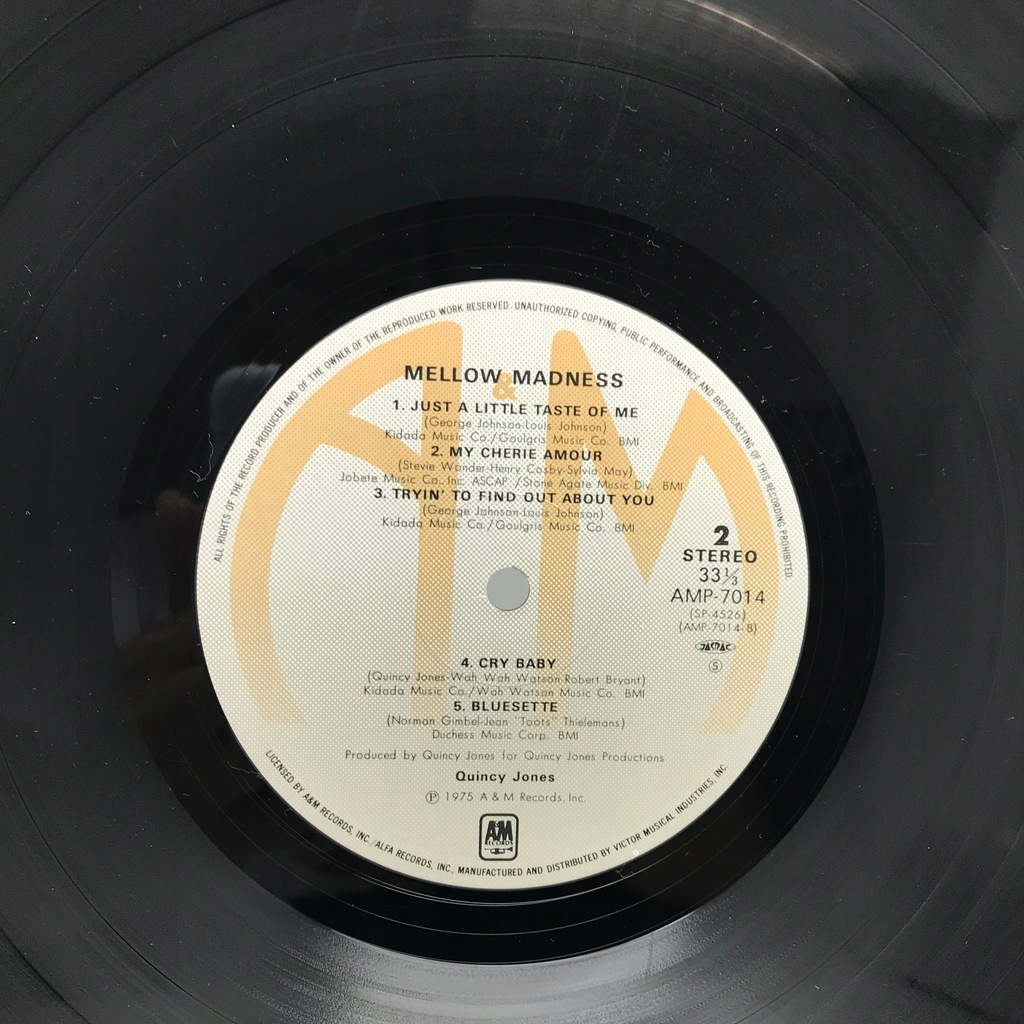 ALL RIGHTS OF THE RECORD PRODUCER AND OF THE OWNER OF THE REPRODUCED WORK RESERVED. UNAUTHORIZED COPYING, PUBLIC PERFORMANCE AND BROADCASTING OF THIS RECORDING PROHIBITED
A & M
MELLOW MADNESS
1. JUST A LITTLE TASTE OF ME
(George Johnson-Louis Johnson)
Kidada Music Co./Goulgris Music Co. BMI
2. MY CHERIE AMOUR
(Stevie Wonder-Henry Cosby-Sylvia May)
Jobete Music Co., Inc. ASCAP /Stone Agate Music Div. BMI
3. TRYIN' TO FIND OUT ABOUT YOU
(George Johnson-Louis Johnson)
Kidada Music Co./Goulgris Music Co. BMI
2
STEREO
33⅓
AMP-7014
(SP-4526)
(AMP-7014-B)
JASRAC
Ⓢ
4. CRY BABY
(Quincy Jones-Wah Wah Watson-Robert Bryant)
Kidada Music Co./Wah Watson Music Co. BMI
5. BLUESETTE
(Norman Gimbel-Jean "Toots" Thielemans)
Duchess Music Corp. BMI
Produced by Quincy Jones for Quincy Jones Productions
Quincy Jones
℗ 1975 A & M Records, Inc.
A&M
RECORDS
LICENSED BY A&M RECORDS, INC./ALFA RECORDS, INC., MANUFACTURED AND DISTRIBUTED BY VICTOR MUSICAL INDUSTRIES, INC.